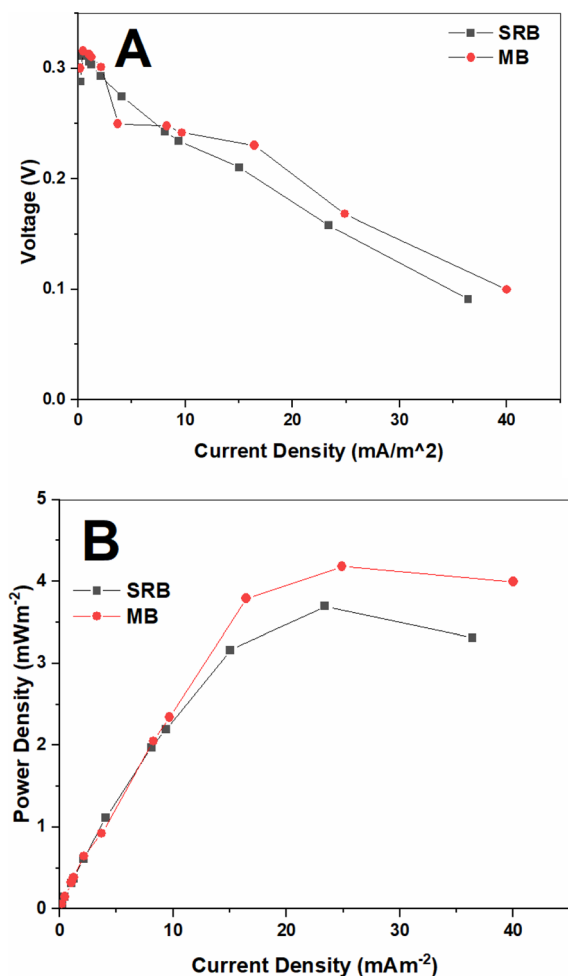 A
SRB
MB
0.3
0.2
0.1
0.0
Voltage (V)
0 10 20 30 40
Current Density (mA/m^2)
B
SRB
MB
5
4
3
2
1
0
Power Density (mWm⁻²)
0 10 20 30 40
Current Density (mAm⁻²)